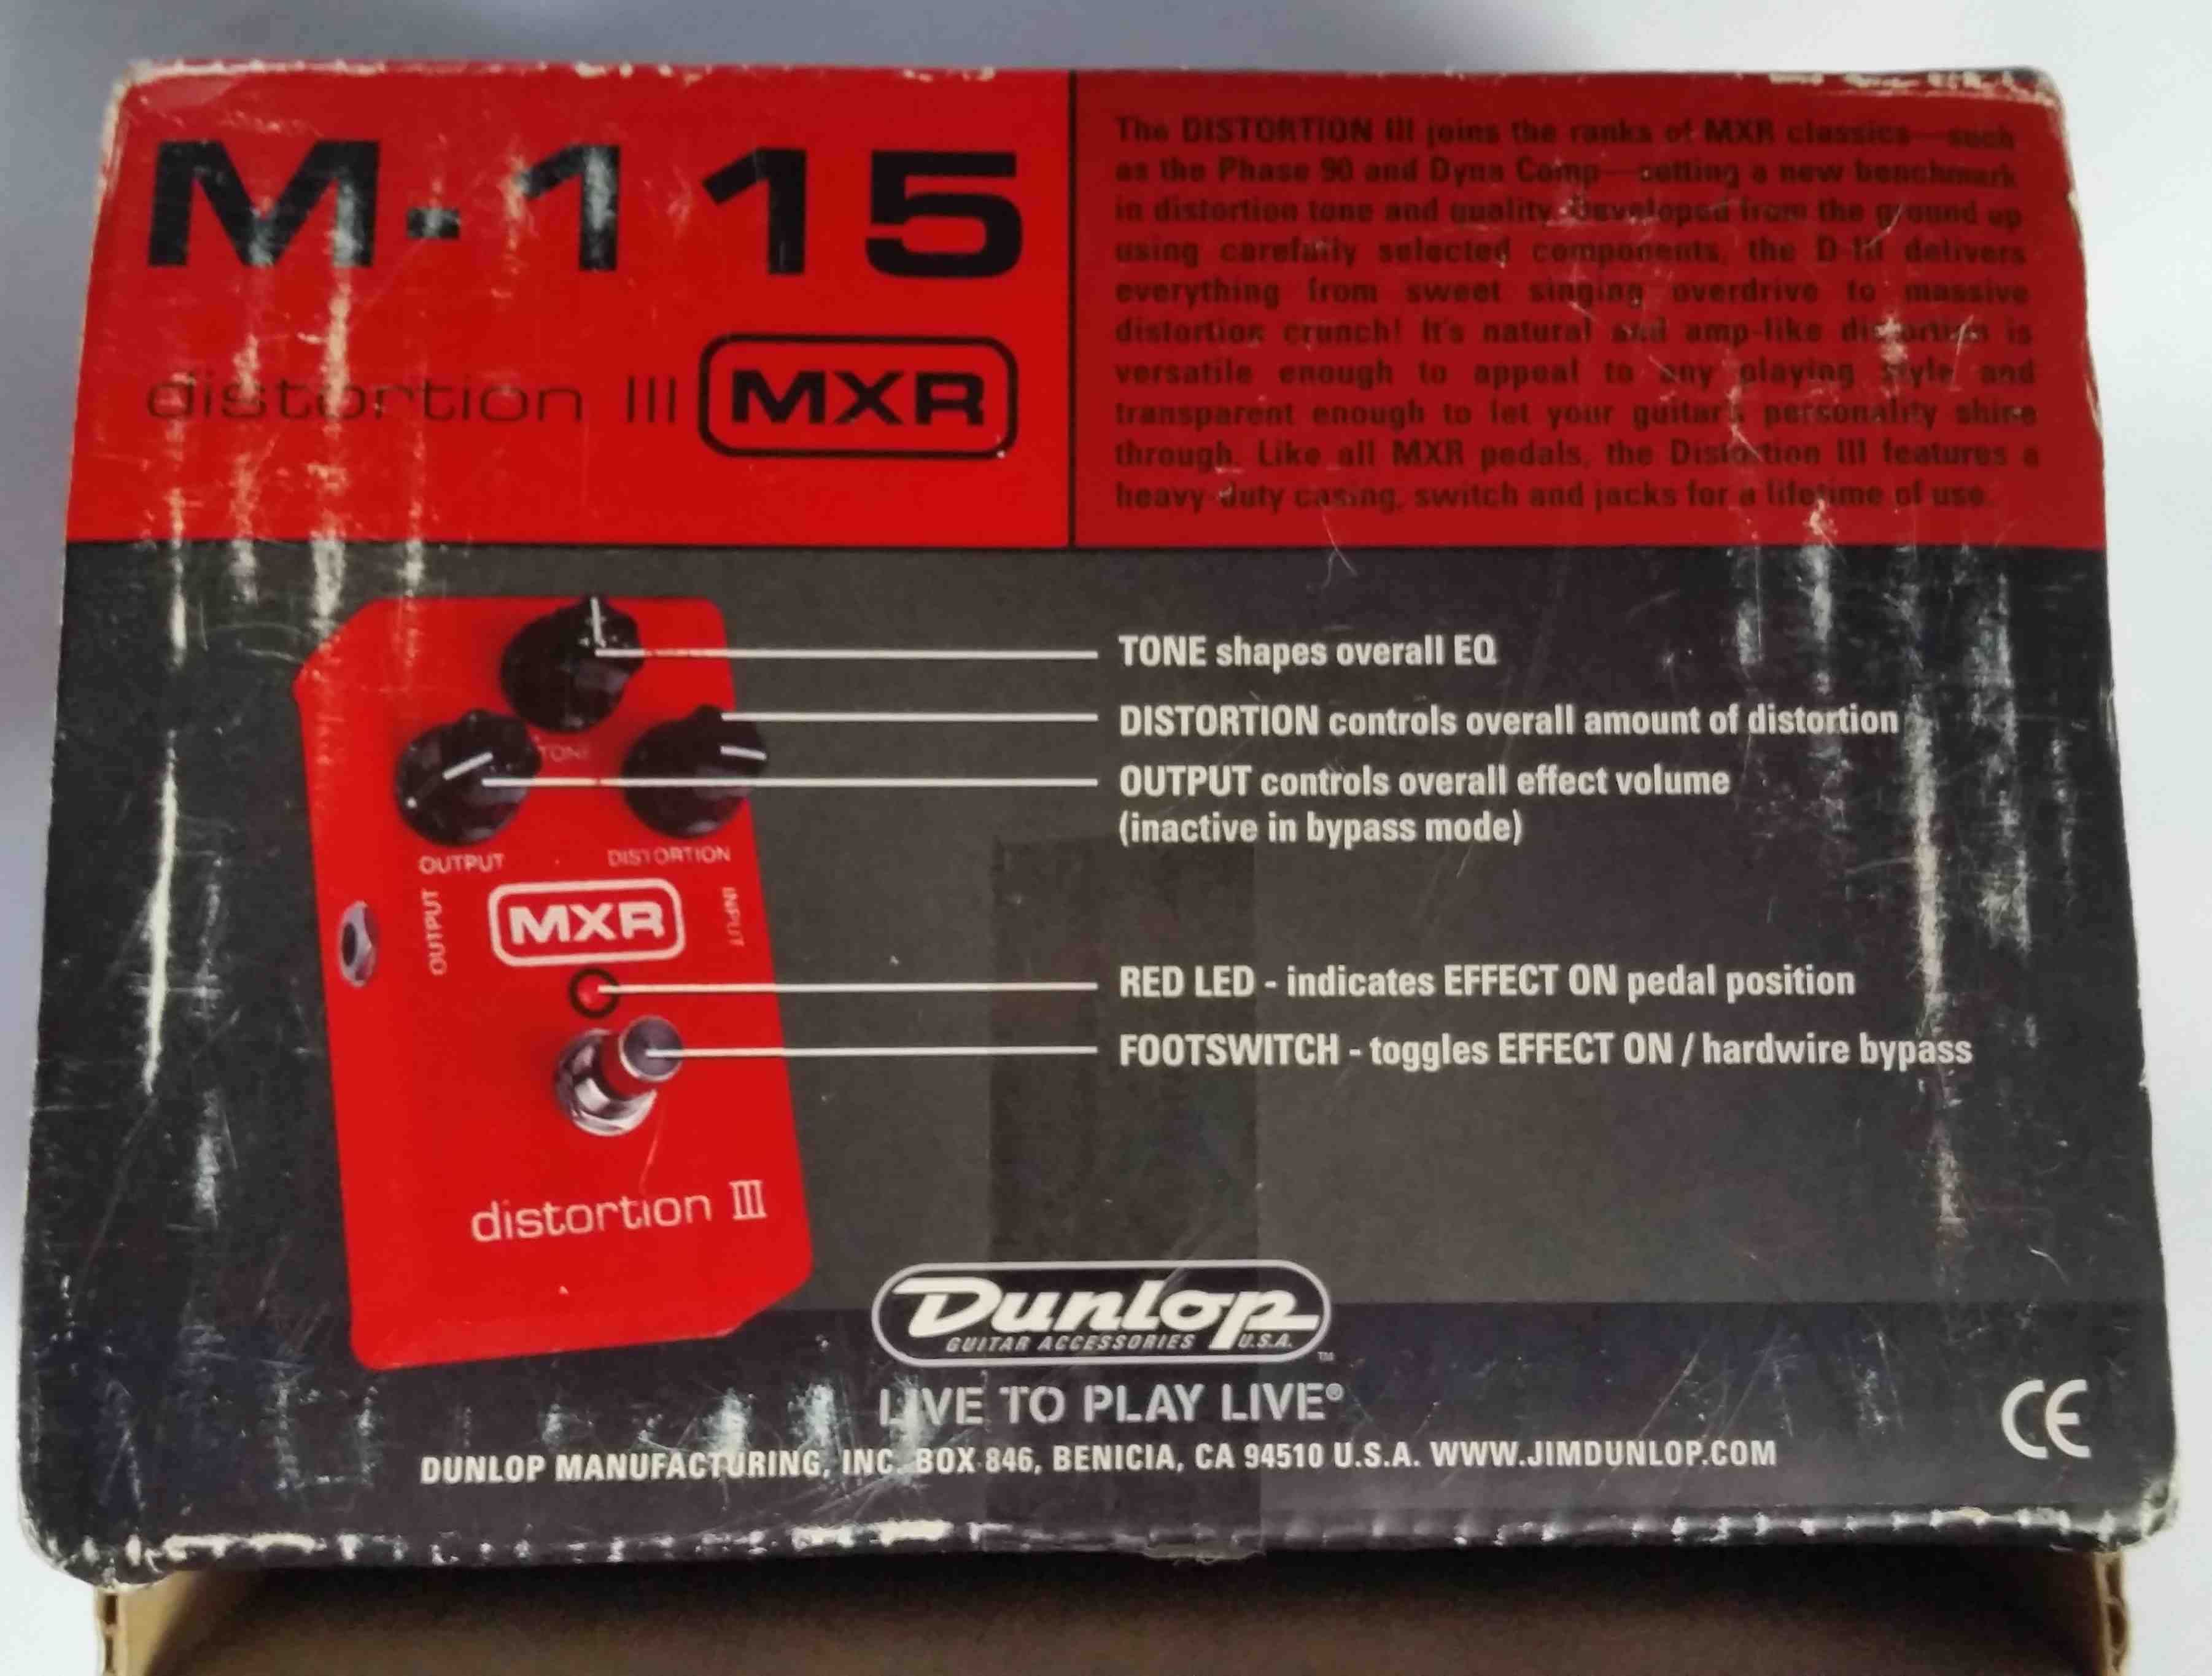 M-115
distortion III MXR
The DISTORTION III joins the ranks of MXR classics—such
as the Phase 90 and Dyna Comp—setting a new benchmark
in distortion tone and quality. Developed from the ground up
using carefully selected components, the D-III delivers
everything from sweet singing overdrive to massive
distortion crunch! It's natural and amp-like distortion is
versatile enough to appeal to any playing style and
transparent enough to let your guitar's personality shine
through. Like all MXR pedals, the Distortion III features a
heavy-duty casing, switch and jacks for a lifetime of use.
TONE shapes overall EQ
DISTORTION controls overall amount of distortion
OUTPUT controls overall effect volume
(inactive in bypass mode)
RED LED - indicates EFFECT ON pedal position
FOOTSWITCH - toggles EFFECT ON / hardwire bypass
TONE
OUTPUT DISTORTION
OUTPUT
INPUT
MXR
distortion III
Dunlop
GUITAR ACCESSORIES U.S.A.
TM
LIVE TO PLAY LIVE®
DUNLOP MANUFACTURING, INC. BOX 846, BENICIA, CA 94510 U.S.A. WWW.JIMDUNLOP.COM
CE